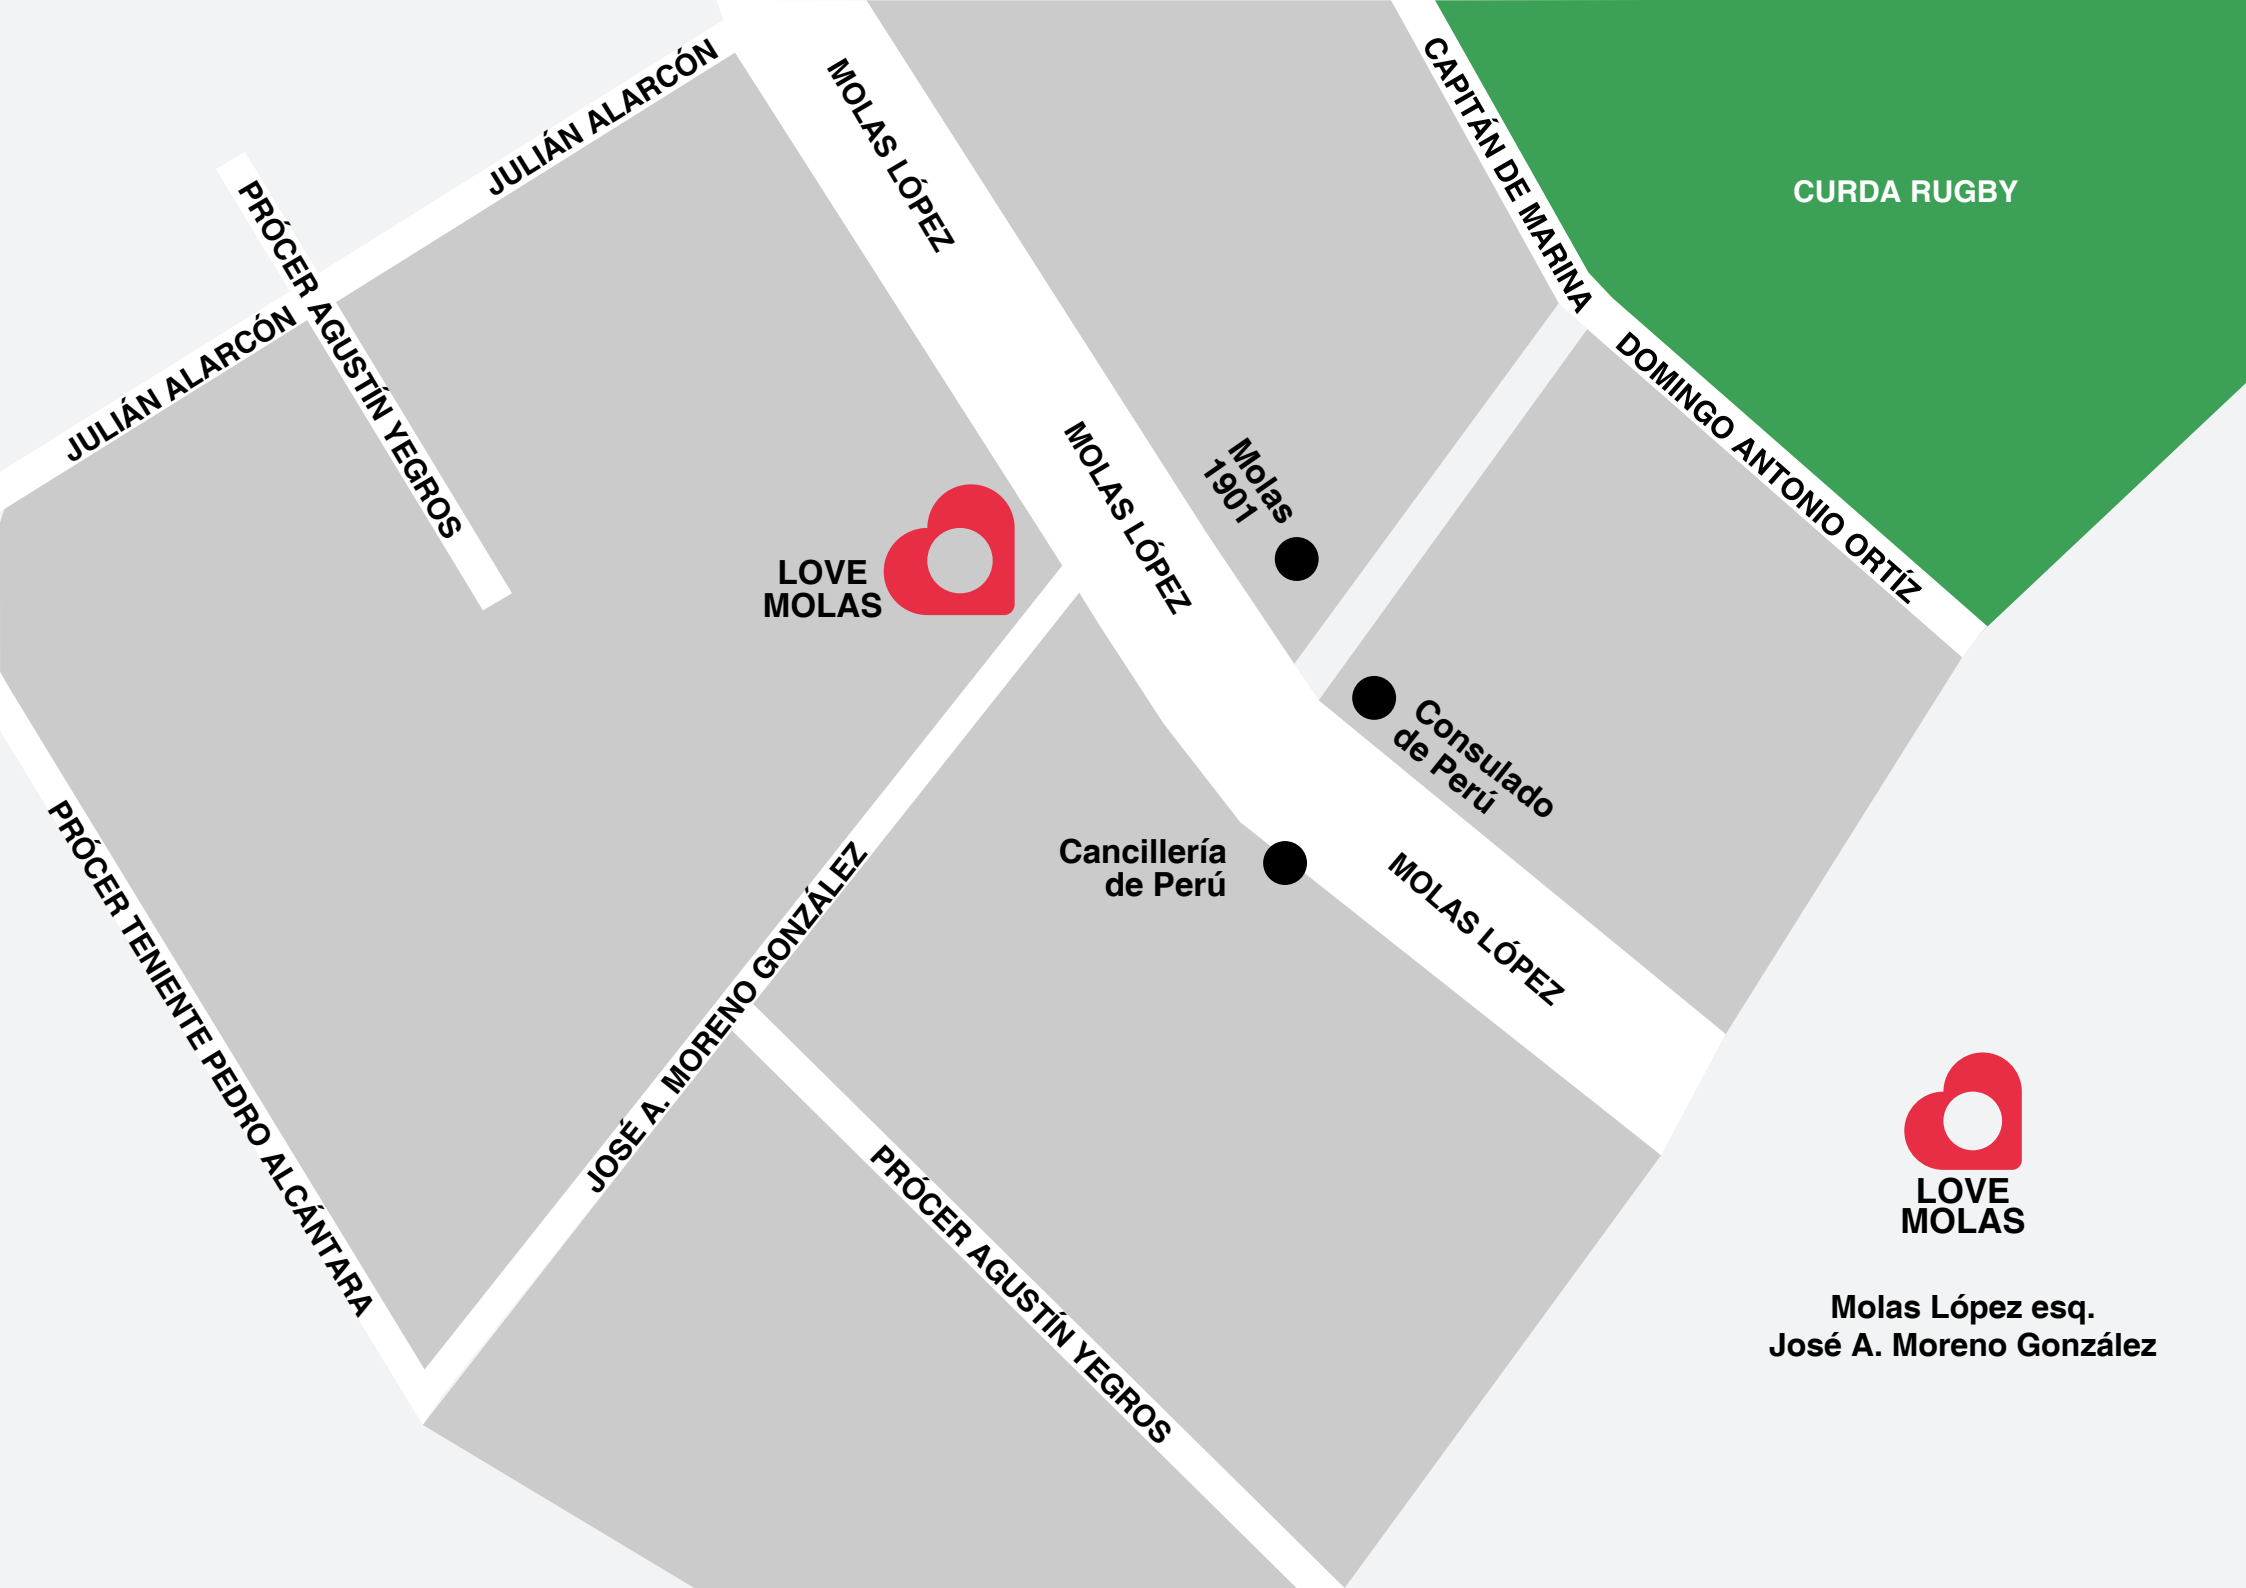 JULIÁN ALARCÓN
MOLAS LÓPEZ
CAPITÁN DE MARINA
CURDA RUGBY
PRÓCER AGUSTÍN YEGROS
JULIÁN ALARCÓN
DOMINGO ANTONIO ORTÍZ
MOLAS LÓPEZ
Molas
1901
LOVE
MOLAS
Consulado
de Perú
Cancillería
de Perú
MOLAS LÓPEZ
PRÓCER TENIENTE PEDRO ALCÁNTARA
JOSÉ A. MORENO GONZÁLEZ
PRÓCER AGUSTÍN YEGROS
LOVE
MOLAS
Molas López esq.
José A. Moreno González